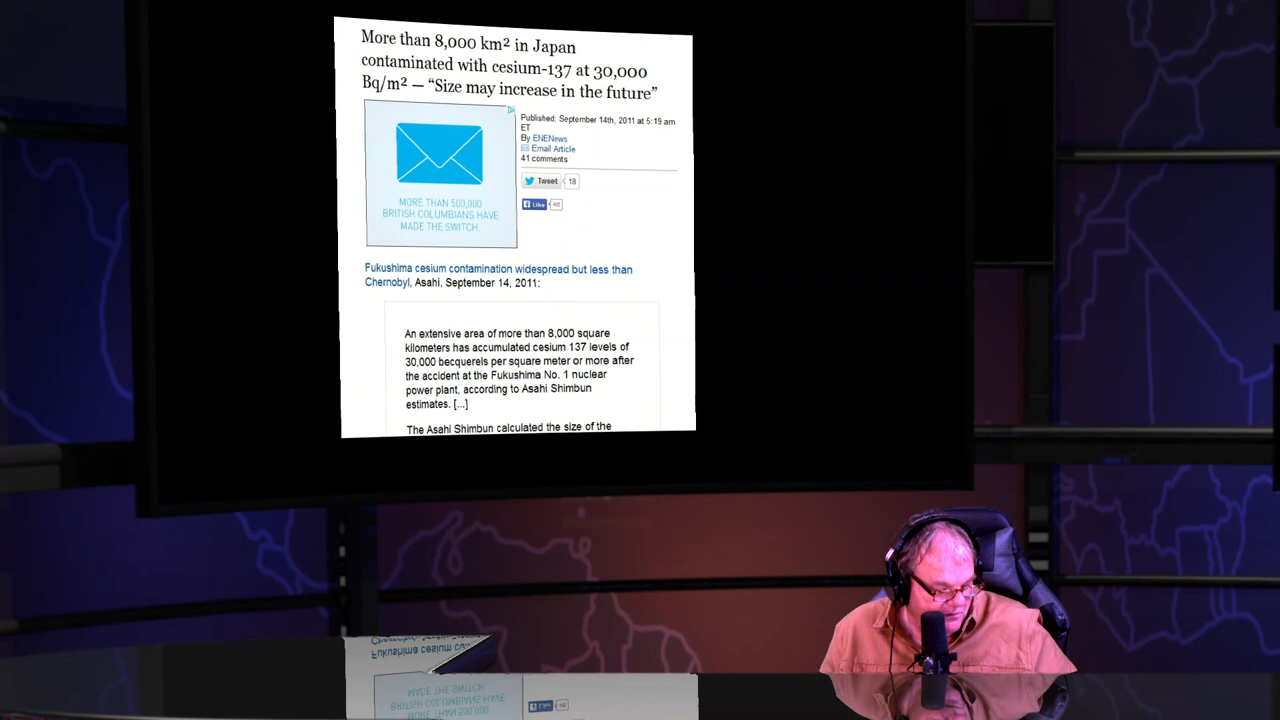 More than 8,000 km² in Japan
contaminated with cesium-137 at 30,000
Bq/m² — “Size may increase in the future”
Published: September 14th, 2011 at 5:19 am
ET
By ENENews
Email Article
41 comments
Tweet 18
Like 40
MORE THAN 500,000
BRITISH COLUMBIANS HAVE
MADE THE SWITCH.
Fukushima cesium contamination widespread but less than
Chernobyl, Asahi, September 14, 2011:
An extensive area of more than 8,000 square
kilometers has accumulated cesium 137 levels of
30,000 becquerels per square meter or more after
the accident at the Fukushima No. 1 nuclear
power plant, according to Asahi Shimbun
estimates. [...]
The Asahi Shimbun calculated the size of the